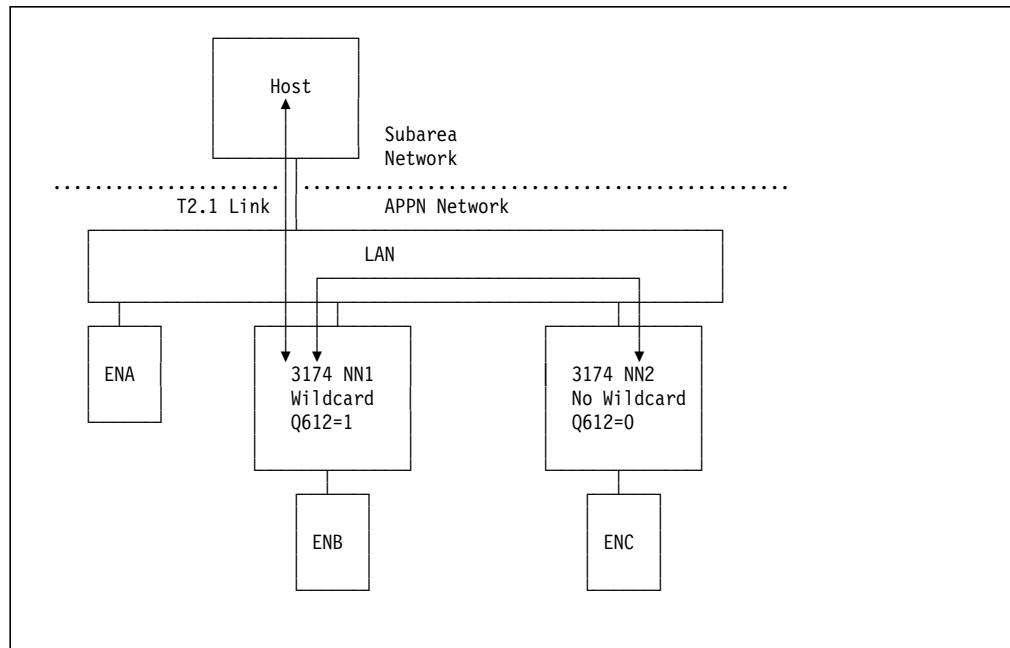 Host
Subarea
Network
T2.1 Link
APPN Network
LAN
ENA
3174 NN1
Wildcard
Q612=1
3174 NN2
No Wildcard
Q612=0
ENB
ENC